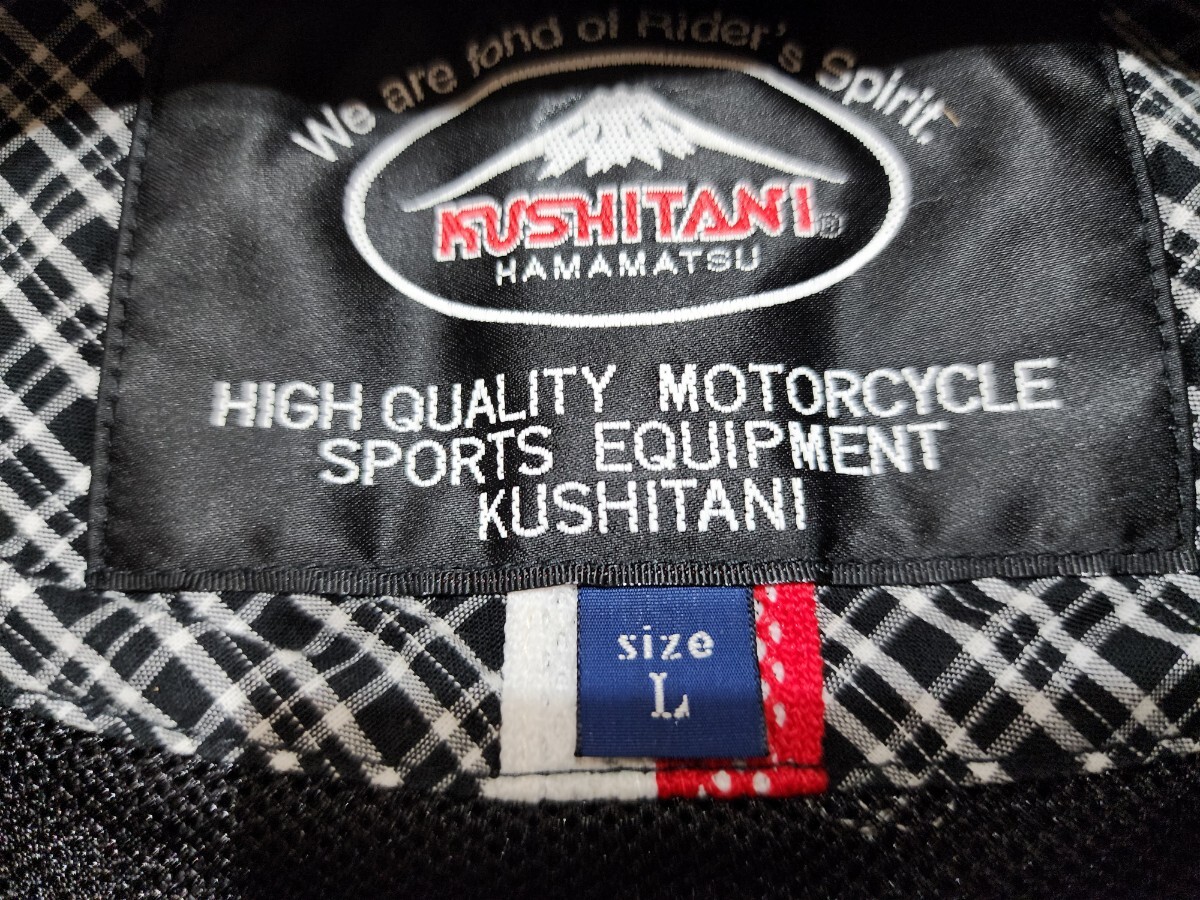 We are fond of Rider's Spirit.
KUSHITANI®
HAMAMATSU
HIGH QUALITY MOTORCYCLE
SPORTS EQUIPMENT
KUSHITANI
size
L